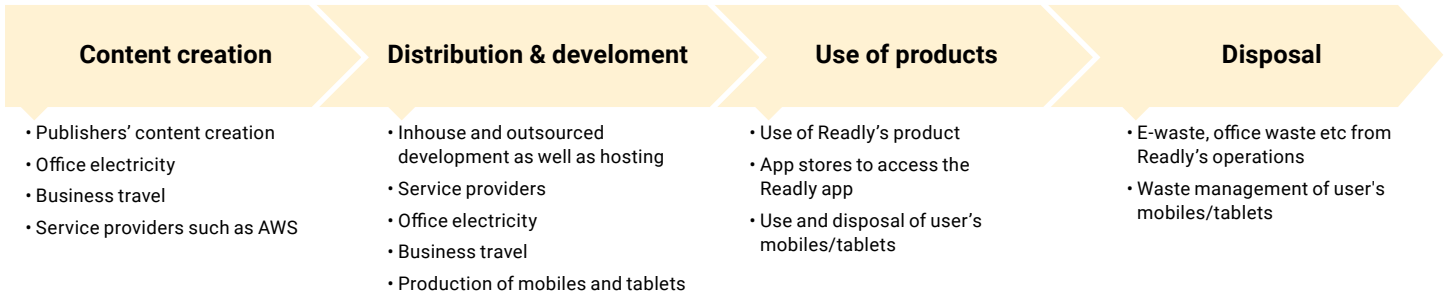 Content creation
• Publishers’ content creation
• Office electricity
• Business travel
• Service providers such as AWS
Distribution & develoment
• Inhouse and outsourced
development as well as hosting
• Service providers
• Office electricity
• Business travel
• Production of mobiles and tablets
Use of products
• Use of Readly’s product
• App stores to access the
Readly app
• Use and disposal of user’s
mobiles/tablets
Disposal
• E-waste, office waste etc from
Readly’s operations
• Waste management of user's
mobiles/tablets